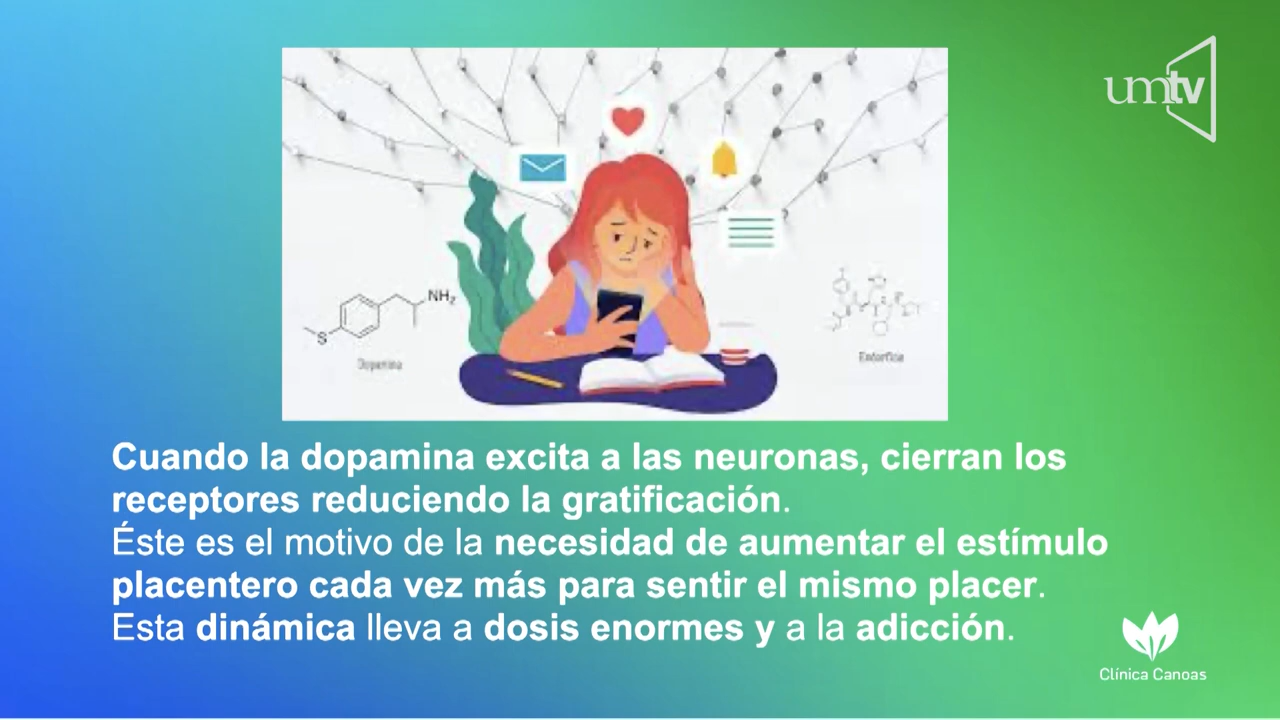 umtv
NH₂
S
Dopamina
Endorfina
Cuando la dopamina excita a las neuronas, cierran los
receptores reduciendo la gratificación.
Éste es el motivo de la necesidad de aumentar el estímulo
placentero cada vez más para sentir el mismo placer.
Esta dinámica lleva a dosis enormes y a la adicción.
Clínica Canoas